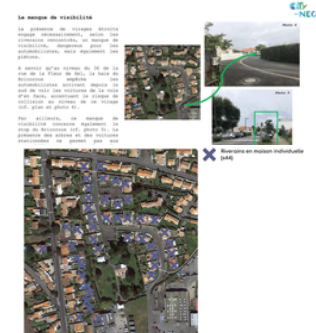 CITY
NEO
Le manque de visibilité
Photo 4
La présence de virages étroits
engage nécessairement, selon les
riverains rencontrés, un manque de
visibilité, dangereux pour les
automobilistes, mais également les
piétons.
A savoir qu'au niveau du 36 de la
rue de la Fleur de Sel, la haie du
Bricorous empêche les
automobilistes arrivant depuis le
sud de voir les voitures de la voie
d'en face, accentuant le risque de
collision au niveau de ce virage
(cf. plan et photo 4).
Photo 5
Par ailleurs, ce manque de
visibilité concerne également le
stop du Bricorous (cf. photo 5). La
présence des arbres et des voitures
stationnées ne permet pas aux
Riverains en maison individuelle
(x44)